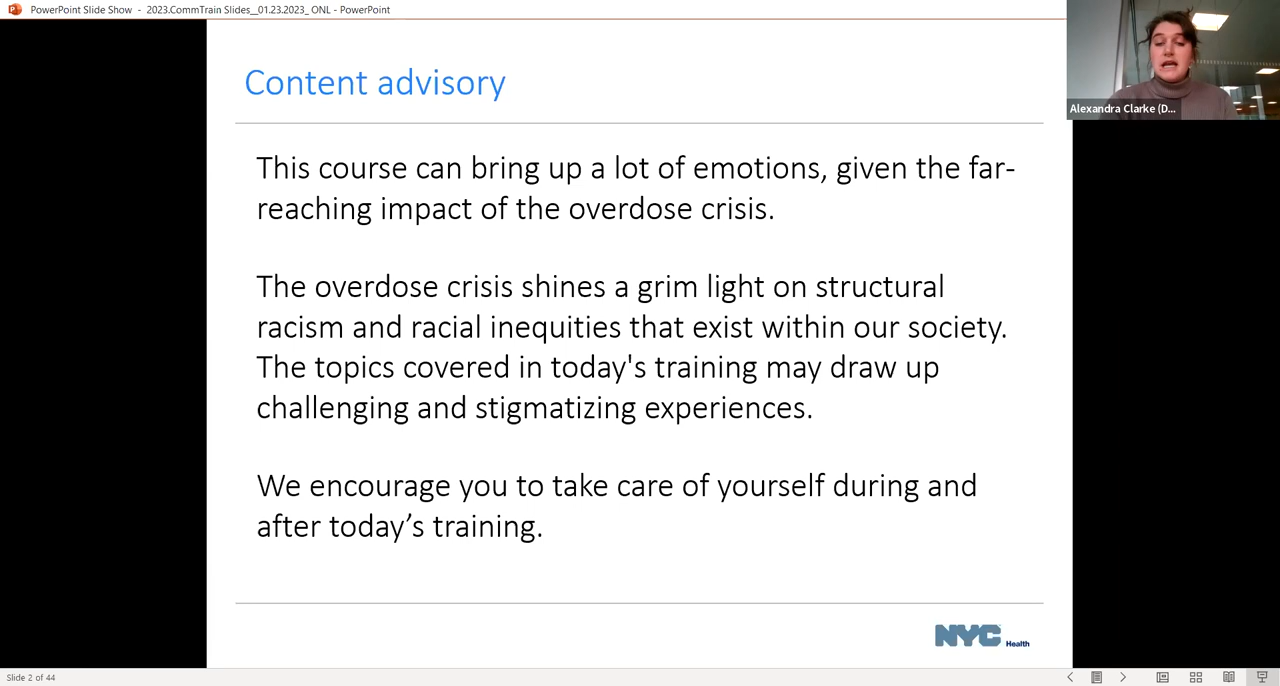 PowerPoint Slide Show - 2023.CommTrain Slides__01.23.2023_ ONL - PowerPoint
Alexandra Clarke (D...
Content advisory
This course can bring up a lot of emotions, given the far-
reaching impact of the overdose crisis.
The overdose crisis shines a grim light on structural
racism and racial inequities that exist within our society.
The topics covered in today's training may draw up
challenging and stigmatizing experiences.
We encourage you to take care of yourself during and
after today’s training.
NYC Health
Slide 2 of 44